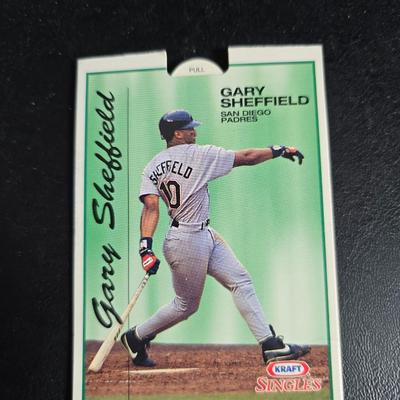 PULL
GARY
SHEFFIELD
SAN DIEGO
PADRES
Gary Sheffield
SHEFFIELD
10
KRAFT
SINGLES